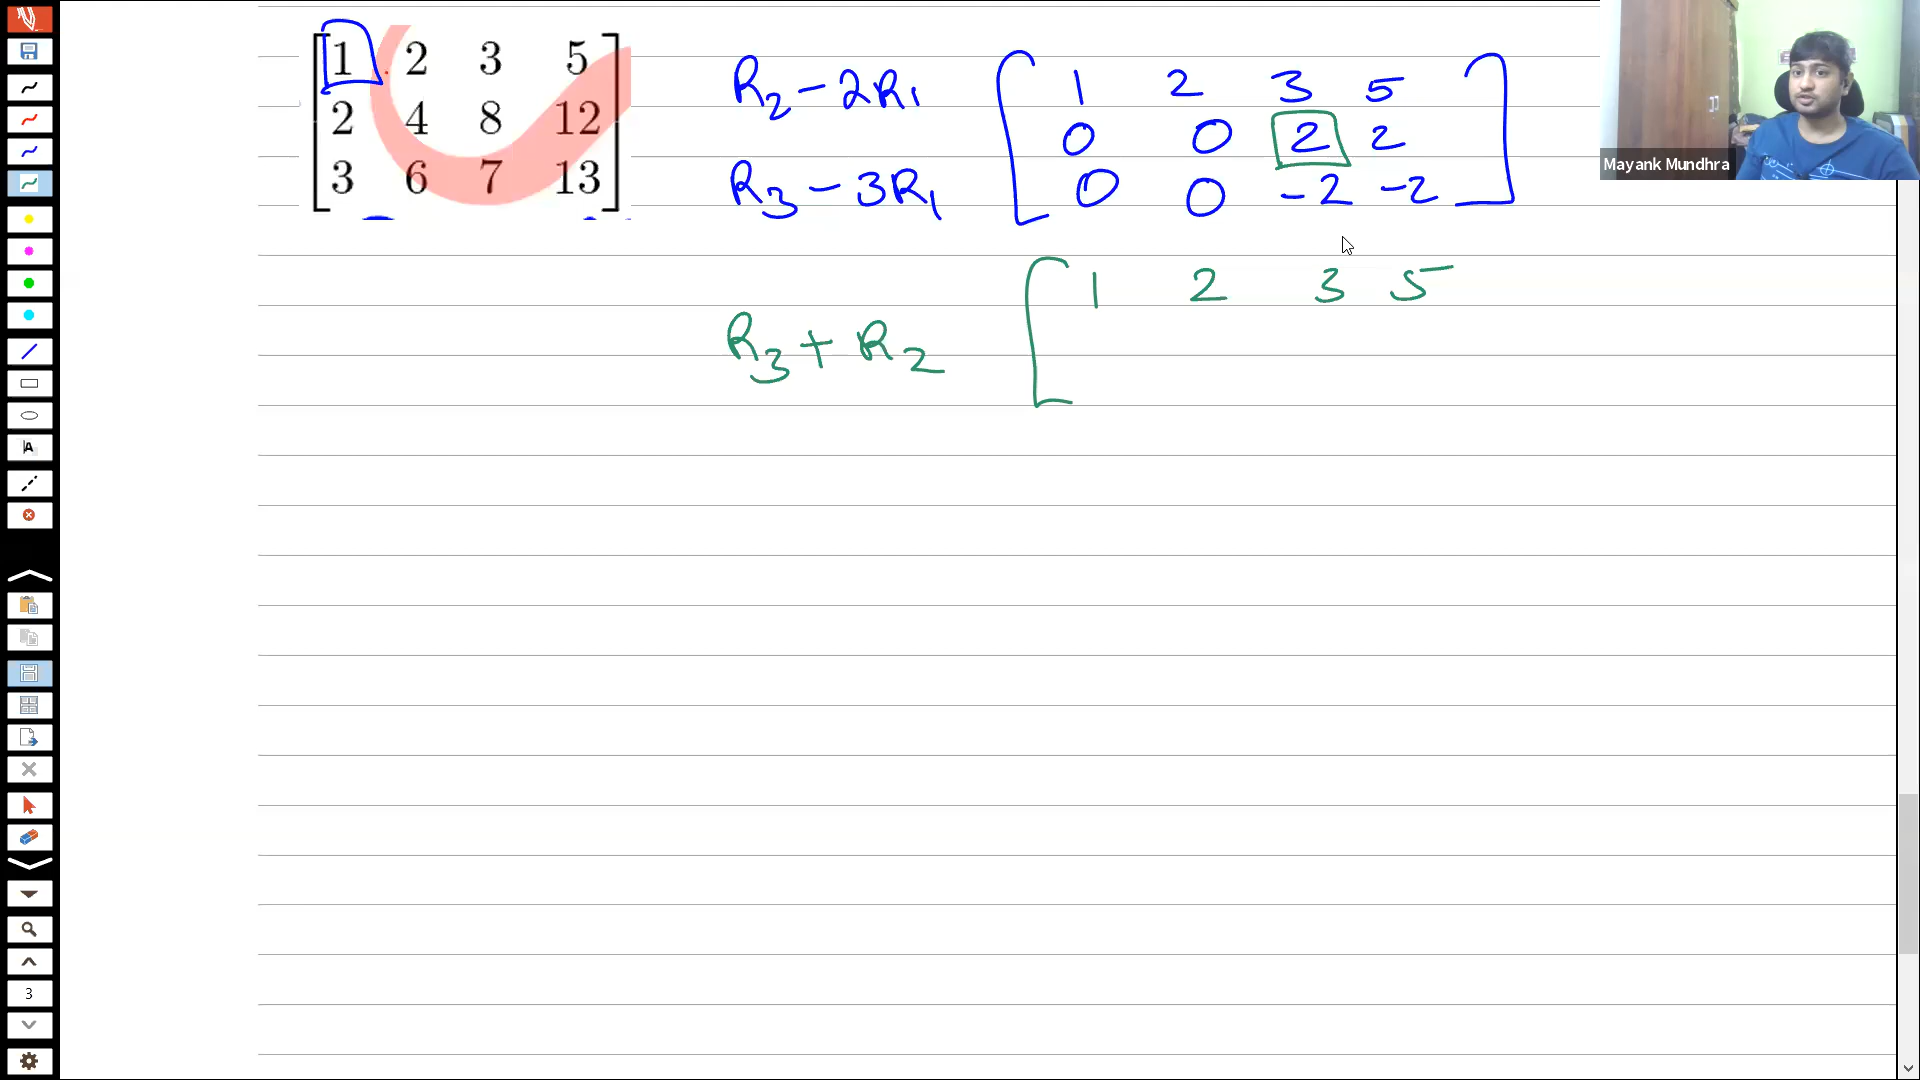 1 2 3 5
2 4 8 12
3 6 7 13
R2 - 2R1
R3 - 3R1
1 2 3 5
0 0 2 2
0 0 -2 -2
R3 + R2
1 2 3 5
Mayank Mundhra
A
3